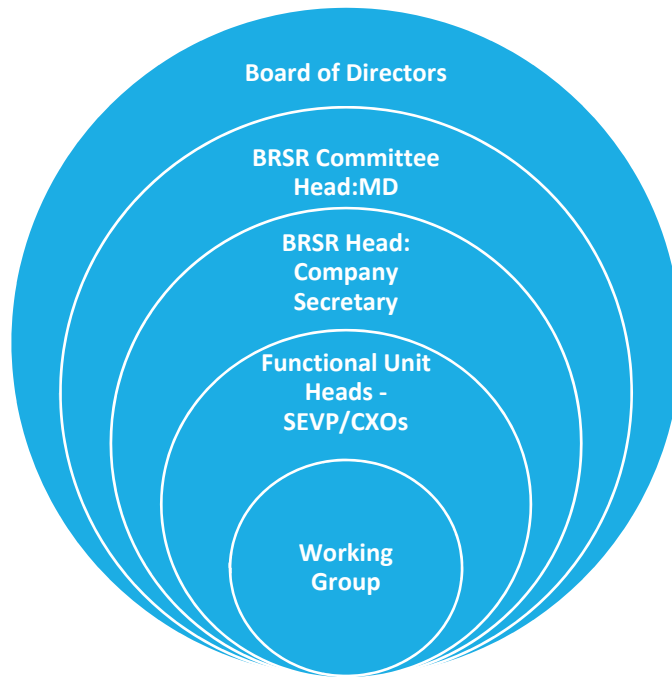 Board of Directors
BRSR Committee
Head:MD
BRSR Head:
Company
Secretary
Functional Unit
Heads -
SEVP/CXOs
Working
Group